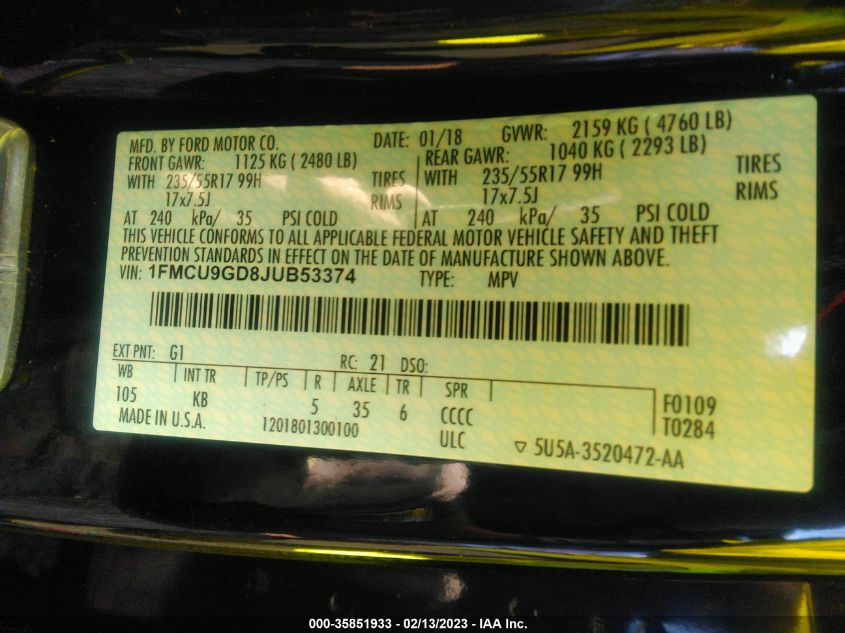 MFD. BY FORD MOTOR CO. DATE: 01/18 GVWR: 2159 KG ( 4760 LB)
FRONT GAWR: 1125 KG ( 2480 LB) REAR GAWR: 1040 KG ( 2293 LB)
WITH 235/55R17 99H TIRES WITH 235/55R17 99H TIRES
17x7.5J RIMS 17x7.5J RIMS
AT 240 kPa/ 35 PSI COLD AT 240 kPa/ 35 PSI COLD
THIS VEHICLE CONFORMS TO ALL APPLICABLE FEDERAL MOTOR VEHICLE SAFETY AND THEFT
PREVENTION STANDARDS IN EFFECT ON THE DATE OF MANUFACTURE SHOWN ABOVE.
VIN: 1FMCU9GD8JUB53374 TYPE: MPV
EXT PNT: G1 RC: 21 DSO:
WB INT TR TP/PS R AXLE TR SPR
105 KB 5 35 6 CCCC F0109
MADE IN U.S.A. 1201801300100 ULC T0284
▽ 5U5A-3520472-AA
000-35851933 - 02/13/2023 - IAA Inc.